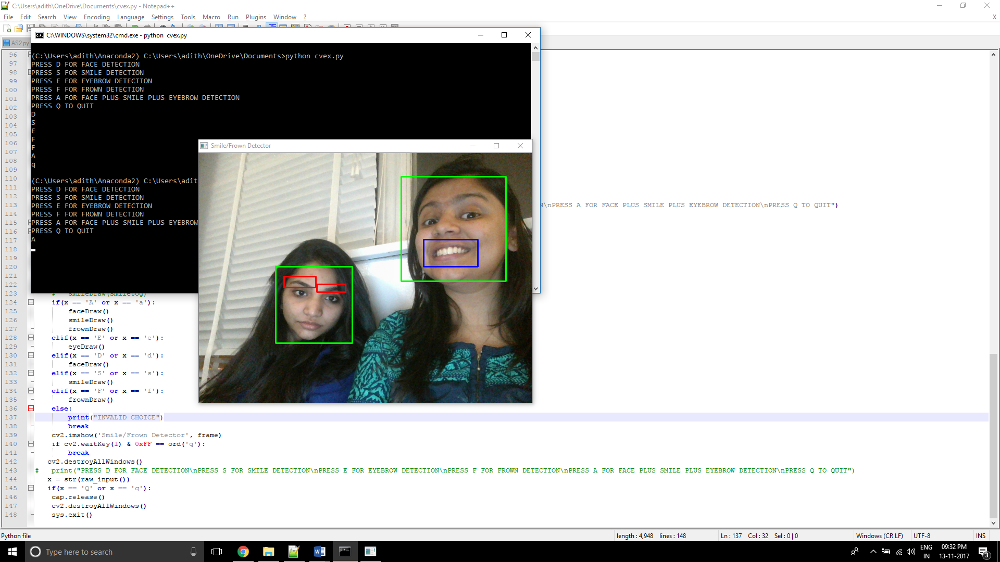 C:\Users\adith\OneDrive\Documents\cvex.py - Notepad++
File Edit Search View Encoding Language Settings Tools Macro Run Plugins Window ? X
AS2.py
C:\WINDOWS\system32\cmd.exe - python cvex.py
(C:\Users\adith\Anaconda2) C:\Users\adith\OneDrive\Documents>python cvex.py
PRESS D FOR FACE DETECTION
PRESS S FOR SMILE DETECTION
PRESS E FOR EYEBROW DETECTION
PRESS F FOR FROWN DETECTION
PRESS A FOR FACE PLUS SMILE PLUS EYEBROW DETECTION
PRESS Q TO QUIT
D
S
E
F
F
A
q
(C:\Users\adith\Anaconda2) C:\Users\adit
PRESS D FOR FACE DETECTION
PRESS S FOR SMILE DETECTION
PRESS E FOR EYEBROW DETECTION
PRESS F FOR FROWN DETECTION
PRESS A FOR FACE PLUS SMILE PLUS EYEBROW
PRESS Q TO QUIT
A
Smile/Frown Detector
96
97
98
99
100
101
102
103
104
105
106
107
108
109
110
111
112
113 N\nPRESS A FOR FACE PLUS SMILE PLUS EYEBROW DETECTION\nPRESS Q TO QUIT")
114
115
116
117
118
119
120
121
122
123 # smileDraw(smiletog)
124 if(x == 'A' or x == 'a'):
125 faceDraw()
126 smileDraw()
127 frownDraw()
128 elif(x == 'E' or x == 'e'):
129 eyeDraw()
130 elif(x == 'D' or x == 'd'):
131 faceDraw()
132 elif(x == 'S' or x == 's'):
133 smileDraw()
134 elif(x == 'F' or x == 'f'):
135 frownDraw()
136 else:
137 print("INVALID CHOICE")
138 break
139 cv2.imshow('Smile/Frown Detector', frame)
140 if cv2.waitKey(1) & 0xFF == ord('q'):
141 break
142 cv2.destroyAllWindows()
143 # print("PRESS D FOR FACE DETECTION\nPRESS S FOR SMILE DETECTION\nPRESS E FOR EYEBROW DETECTION\nPRESS F FOR FROWN DETECTION\nPRESS A FOR FACE PLUS SMILE PLUS EYEBROW DETECTION\nPRESS Q TO QUIT")
144 x = str(raw_input())
145 if(x == 'Q' or x == 'q'):
146 cap.release()
147 cv2.destroyAllWindows()
148 sys.exit()
Python file length : 4,948 lines : 148 Ln : 137 Col : 32 Sel : 0 | 0 Windows (CR LF) UTF-8 INS
Type here to search
ENG
IN
09:32 PM
13-11-2017
3